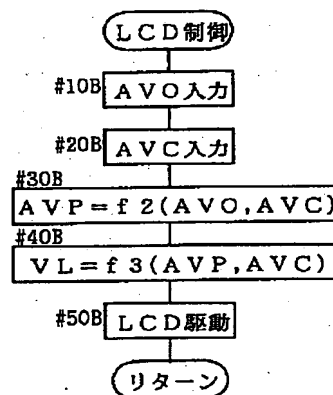 LCD制御
#10B AVO入力
#20B AVC入力
#30B
AVP=f2(AVO,AVC)
#40B
VL=f3(AVP,AVC)
#50B LCD駆動
リターン